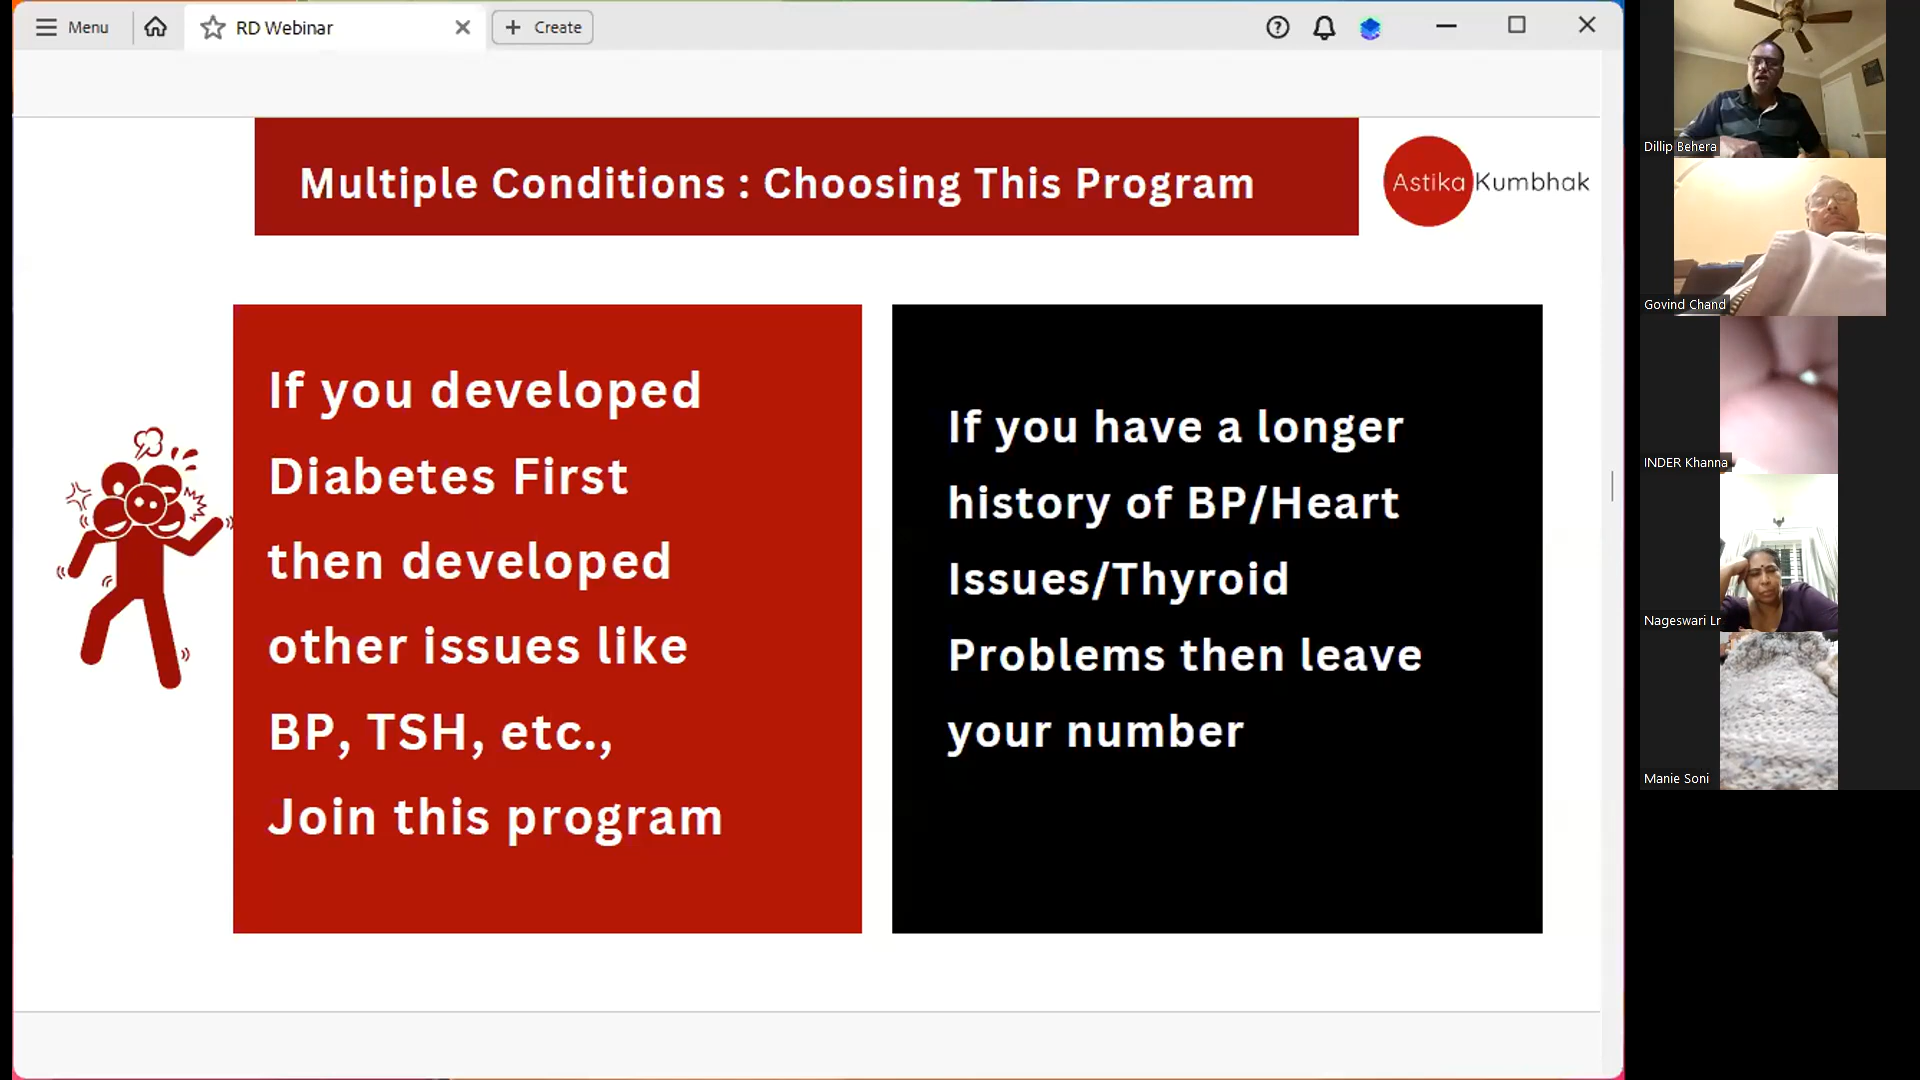 Menu
RD Webinar
Create
Multiple Conditions : Choosing This Program
Astika Kumbhak
If you developed
Diabetes First
then developed
other issues like
BP, TSH, etc.,
Join this program
If you have a longer
history of BP/Heart
Issues/Thyroid
Problems then leave
your number
Dillip Behera
Govind Chand
INDER Khanna
Nageswari Lr
Manie Soni